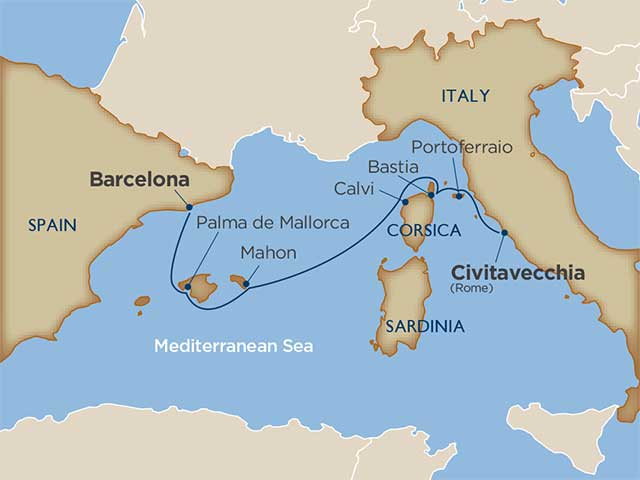 ITALY
Portoferraio
Bastia
Barcelona
Calvi
SPAIN
Palma de Mallorca
CORSICA
Mahon
Civitavecchia
(Rome)
SARDINIA
Mediterranean Sea